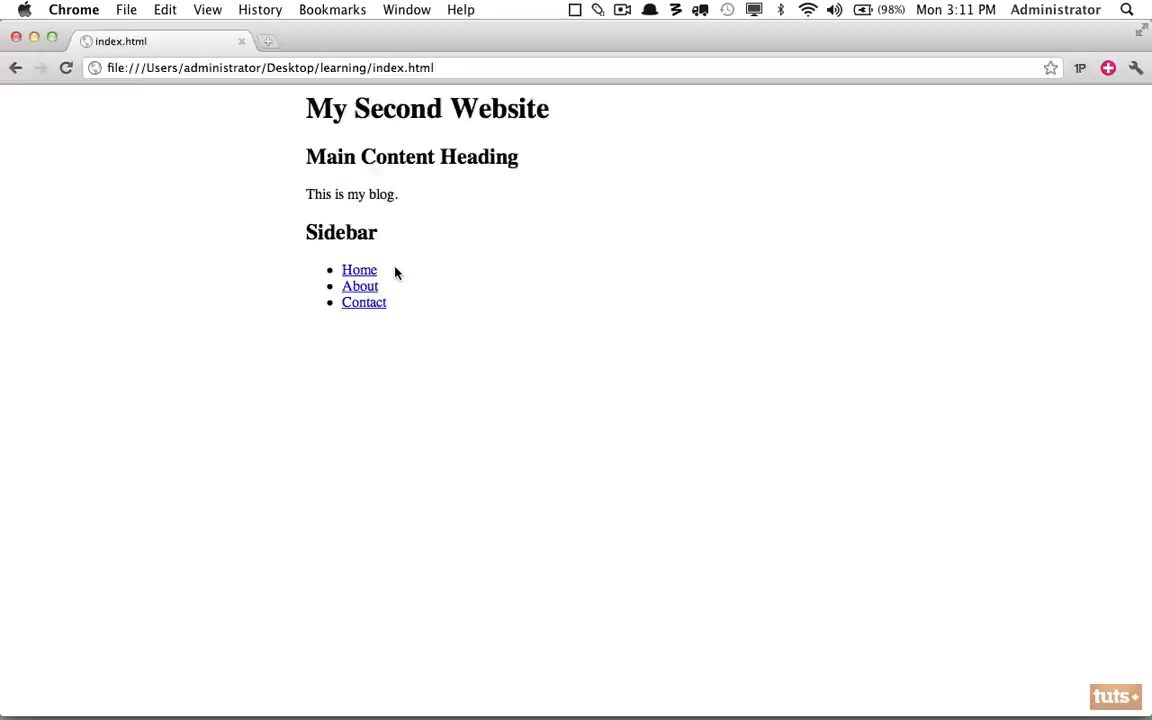 Chrome File Edit View History Bookmarks Window Help (98%) Mon 3:11 PM Administrator
index.html
file:///Users/administrator/Desktop/learning/index.html 1P
My Second Website
Main Content Heading
This is my blog.
Sidebar
Home
About
Contact
tuts+